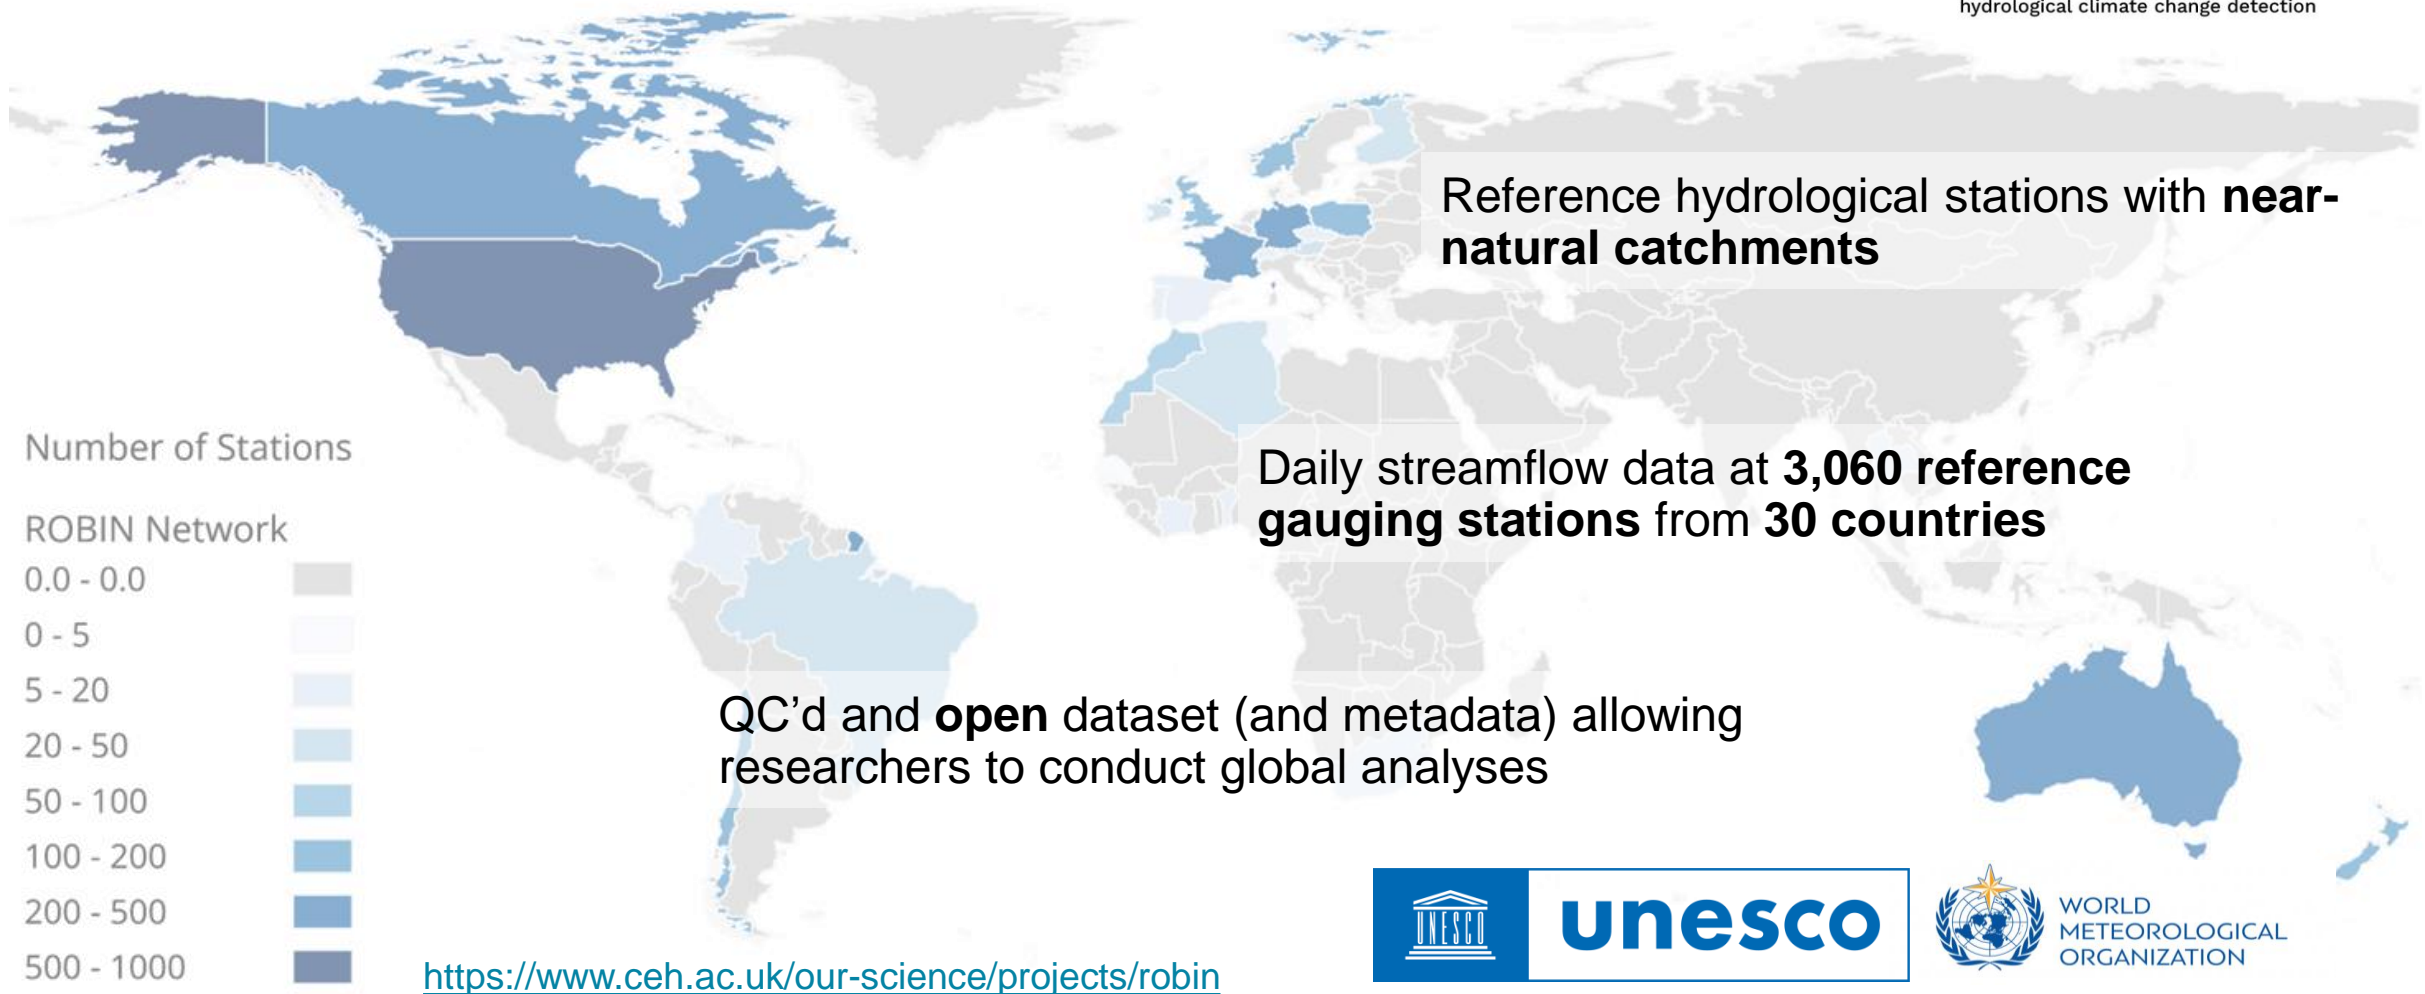 hydrological climate change detection
Reference hydrological stations with near-
natural catchments
Daily streamflow data at 3,060 reference
gauging stations from 30 countries
Number of Stations
ROBIN Network
0.0 - 0.0
0 - 5
5 - 20
20 - 50
50 - 100
100 - 200
200 - 500
500 - 1000
QC’d and open dataset (and metadata) allowing
researchers to conduct global analyses
https://www.ceh.ac.uk/our-science/projects/robin
UNESCO
unesco
WORLD
METEOROLOGICAL
ORGANIZATION